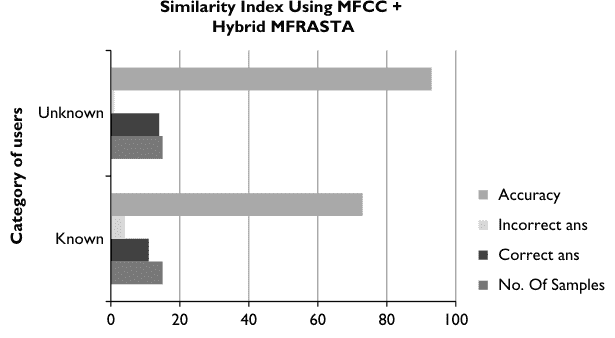 Similarity Index Using MFCC +
Hybrid MFRASTA
Category of users
Unknown
Known
0 20 40 60 80 100
Accuracy
Incorrect ans
Correct ans
No. Of Samples